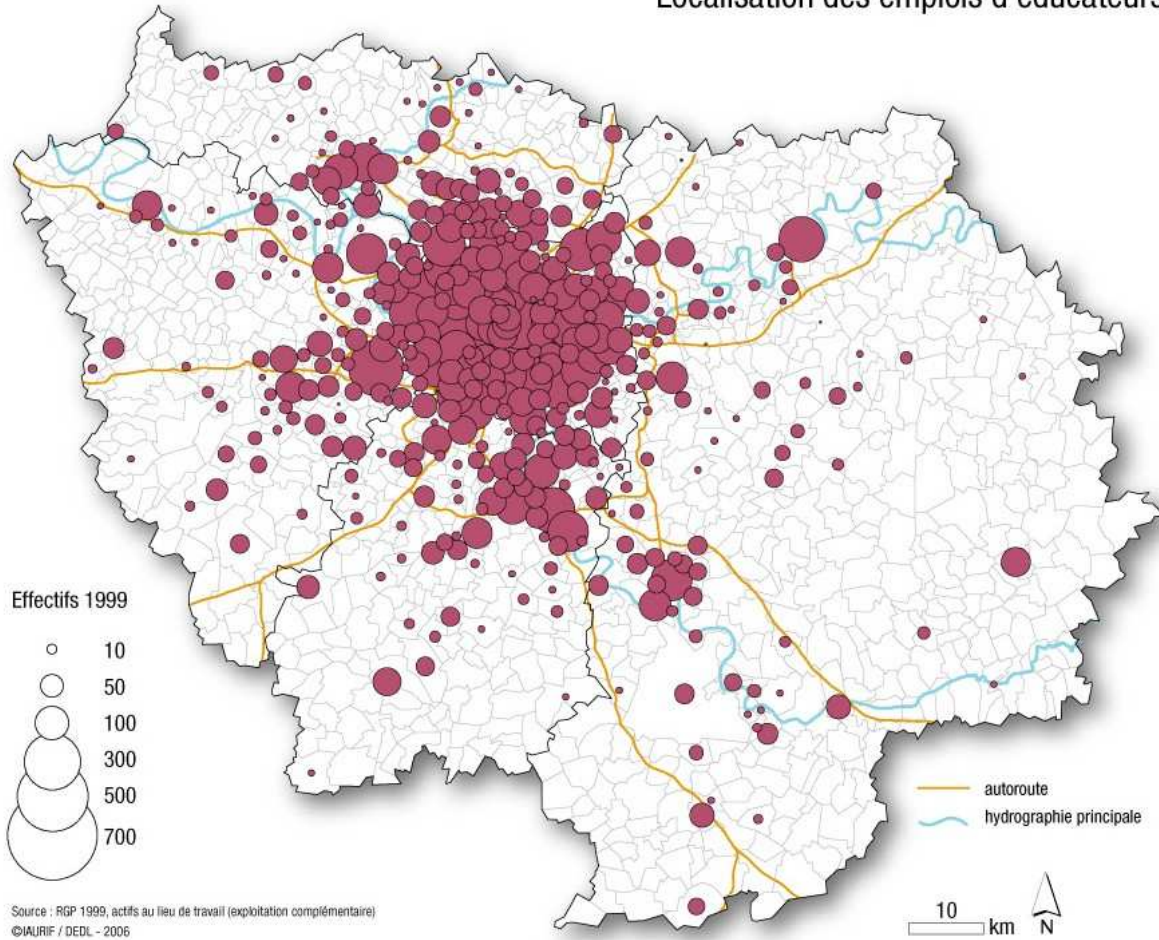 Localisation des emplois d'éducateurs
Effectifs 1999
10
50
100
300
500
700
autoroute
hydrographie principale
10 km
N
Source : RGP 1999, actifs au lieu de travail (exploitation complémentaire)
©IAURIF / DEDL - 2006